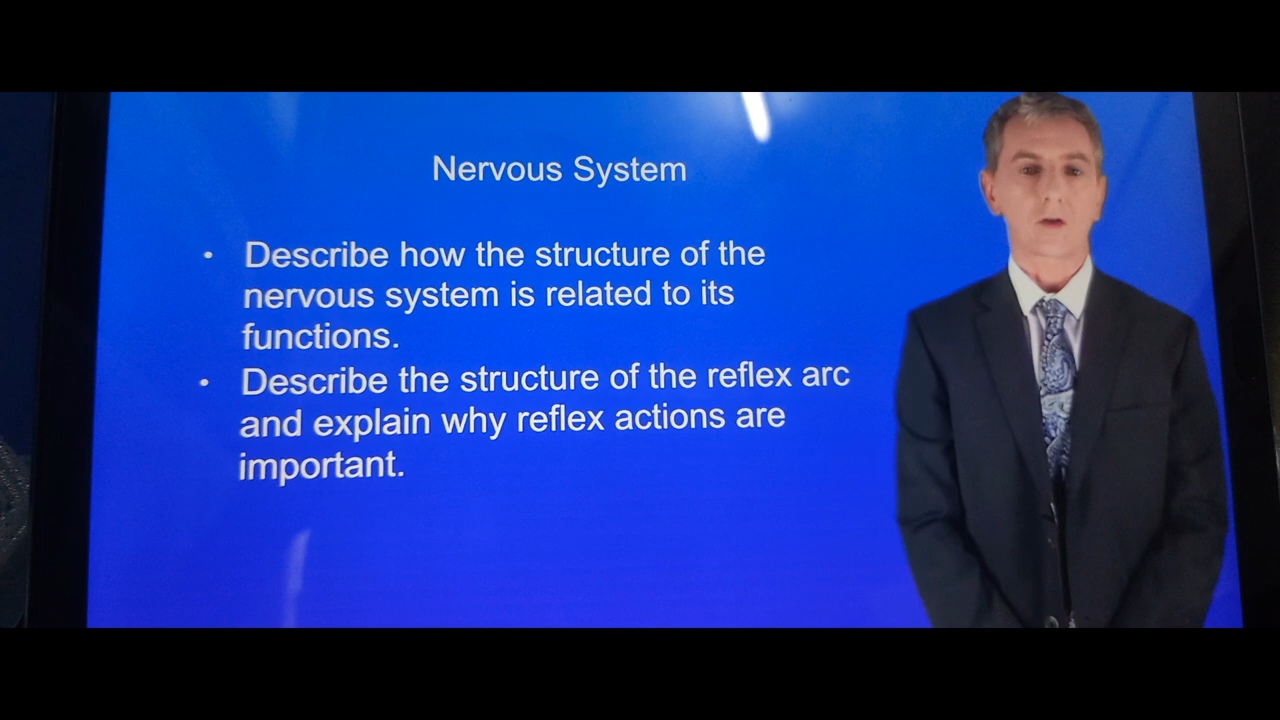 Nervous System
• Describe how the structure of the
nervous system is related to its
functions.
• Describe the structure of the reflex arc
and explain why reflex actions are
important.